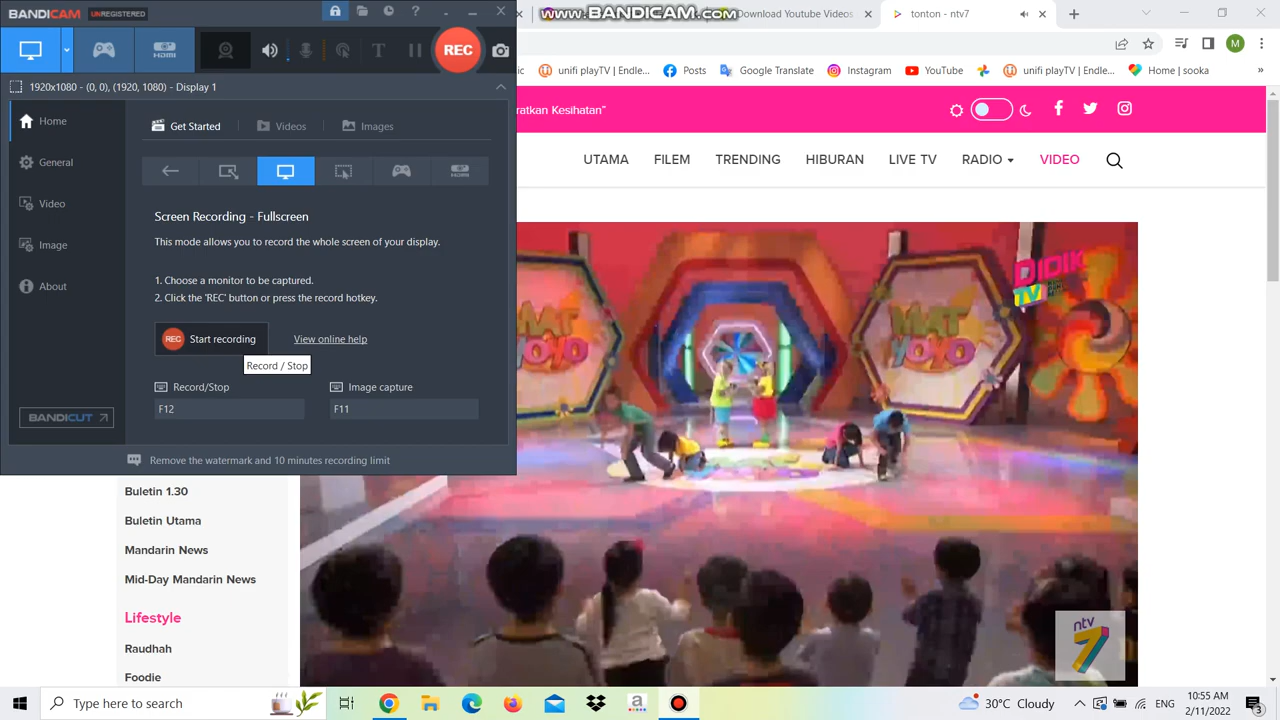 BANDICAM UNREGISTERED
www.BANDICAM.com
Download Youtube Videos
tonton - ntv7
REC
1920x1080 - (0, 0), (1920, 1080) - Display 1
unifi playTV | Endle...
Posts
Google Translate
Instagram
YouTube
unifi playTV | Endle...
Home | sooka
»
Home
General
Video
Image
About
BANDICUT
Get Started
Videos
Images
HDMI
Screen Recording - Fullscreen
This mode allows you to record the whole screen of your display.
1. Choose a monitor to be captured.
2. Click the 'REC' button or press the record hotkey.
REC Start recording
View online help
Record / Stop
Record/Stop
Image capture
F12
F11
Remove the watermark and 10 minutes recording limit
ratkan Kesihatan"
UTAMA FILEM TRENDING HIBURAN LIVE TV RADIO VIDEO
DIDIK
TV
ntv
7
Buletin 1.30
Buletin Utama
Mandarin News
Mid-Day Mandarin News
Lifestyle
Raudhah
Foodie
Type here to search
30°C Cloudy
ENG
10:55 AM
2/11/2022
3